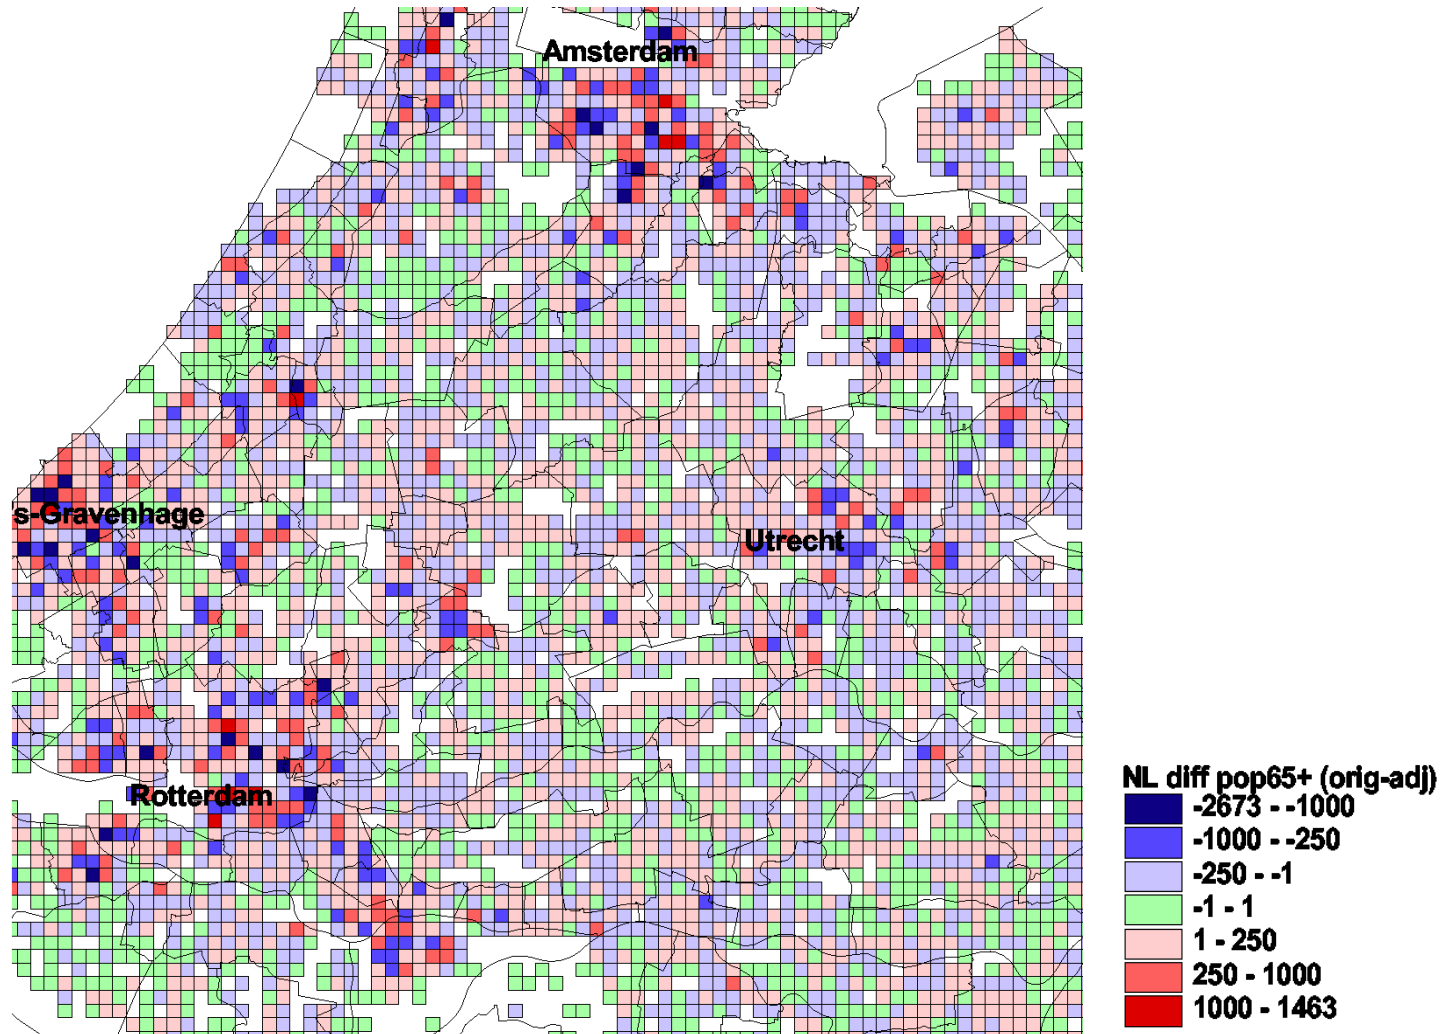 Amsterdam
s-Gravenhage
Utrecht
Rotterdam
NL diff pop65+ (orig-adj)
-2673 - -1000
-1000 - -250
-250 - -1
-1 - 1
1 - 250
250 - 1000
1000 - 1463